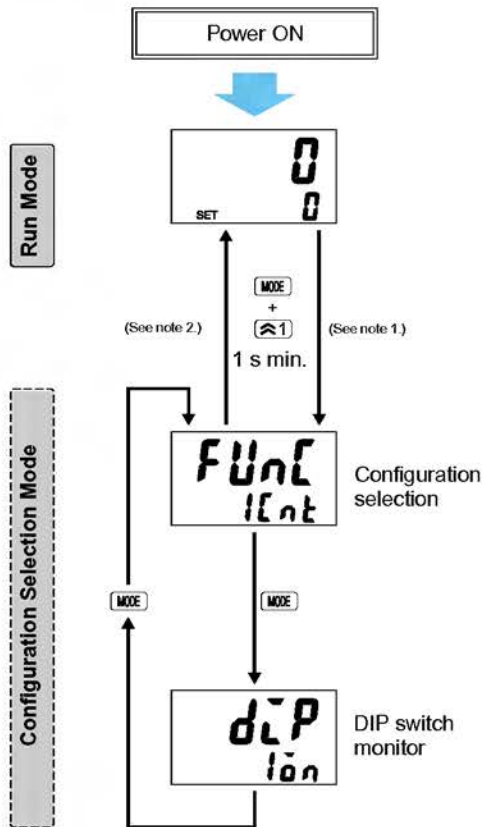 Power ON
0
SET 0
Run Mode
MODE
+
1
(See note 2.)
(See note 1.)
1 s min.
FUnC
1Cnt
Configuration
selection
Configuration Selection Mode
MODE
MODE
diP
1on
DIP switch
monitor